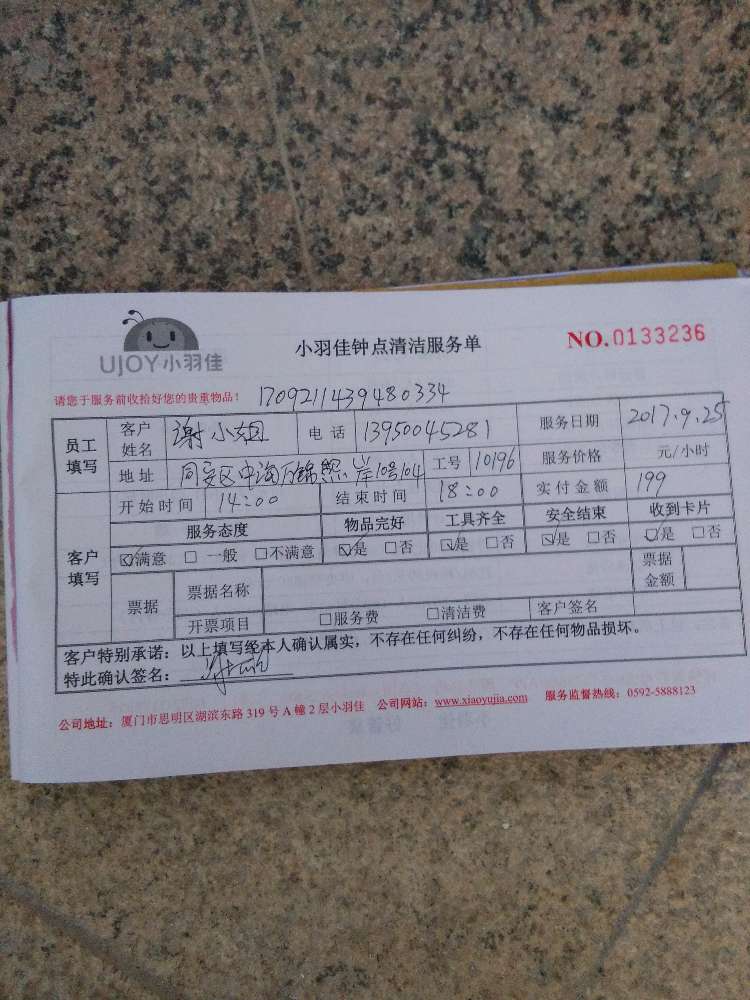 UJOY小羽佳
小羽佳钟点清洁服务单
NO.0133236
请您于服务前收拾好您的贵重物品! 1709211439480334
员工填写 客户姓名 谢小姐 电话 13950045281 服务日期 2017.9.25
地址 同安区中海万锦熙岸10号104 工号 10196 服务价格 元/小时
客户填写 开始时间 14:00 结束时间 18:00 实付金额 199
服务态度 物品完好 工具齐全 安全结束 收到卡片
☑满意 □一般 □不满意 ☑是 □否 ☑是 □否 ☑是 □否 ☑是 □否
票据 票据名称 票据金额
开票项目 □服务费 □清洁费 客户签名
客户特别承诺:以上填写经本人确认属实,不存在任何纠纷,不存在任何物品损坏。
特此确认签名:
公司地址:厦门市思明区湖滨东路319号A幢2层小羽佳 公司网站:www.xiaoyujia.com 服务监督热线:0592-5888123